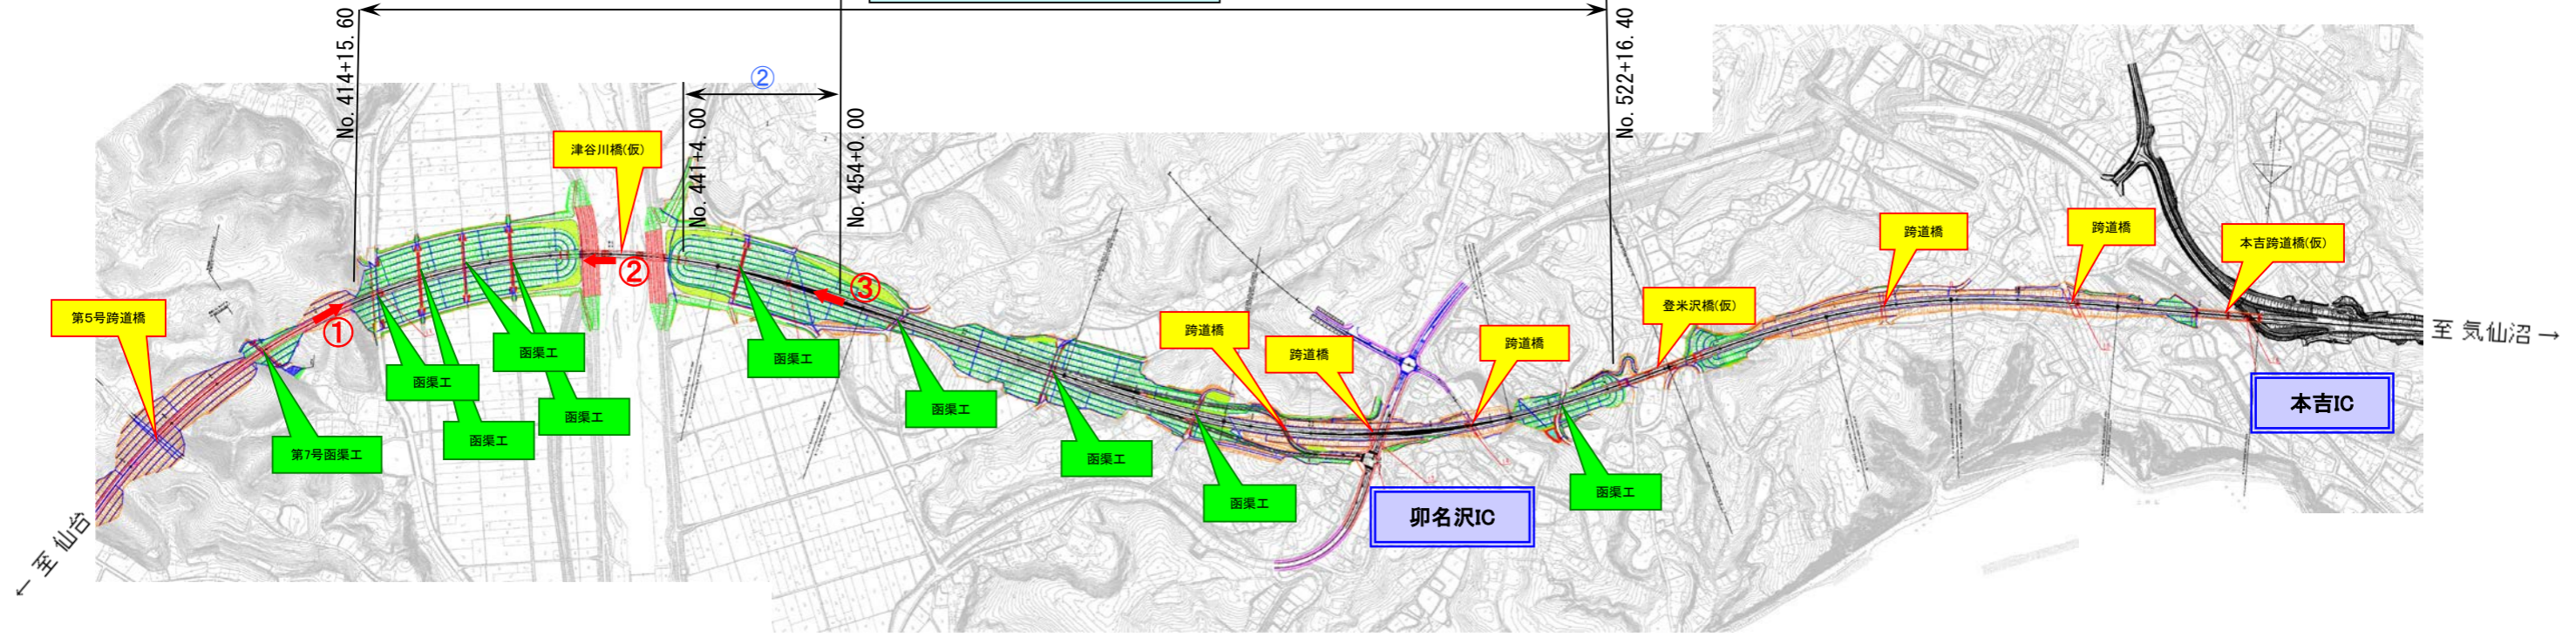 No.414+15.60
②
No.441+4.00
No.454+0.00
No.522+16.40
津谷川橋(仮)
②
③
①
第5号跨道橋
第7号函渠工
函渠工
函渠工
函渠工
函渠工
函渠工
函渠工
函渠工
函渠工
函渠工
跨道橋
跨道橋
跨道橋
登米沢橋(仮)
跨道橋
跨道橋
本吉跨道橋(仮)
卯名沢IC
本吉IC
← 至 仙台
至 気仙沼 →